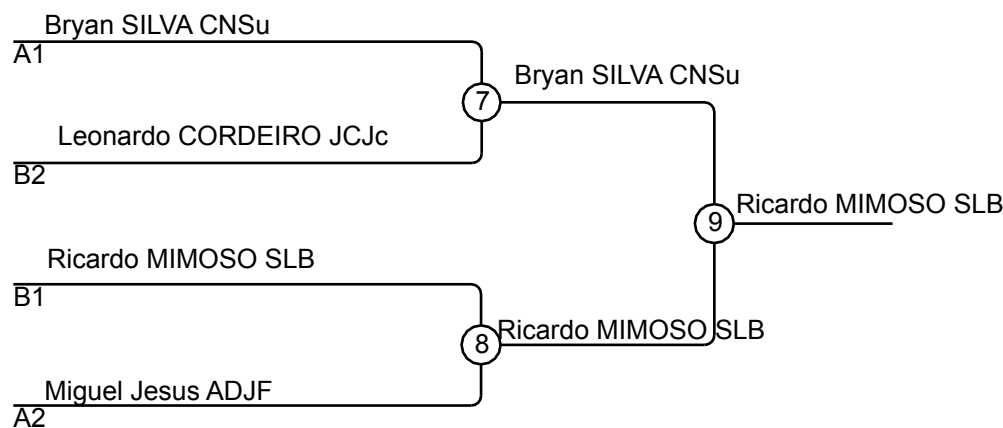 Bryan SILVA CNSu
A1
7
Bryan SILVA CNSu
Leonardo CORDEIRO JCJc
B2
9
Ricardo MIMOSO SLB
Ricardo MIMOSO SLB
B1
8
Ricardo MIMOSO SLB
Miguel Jesus ADJF
A2